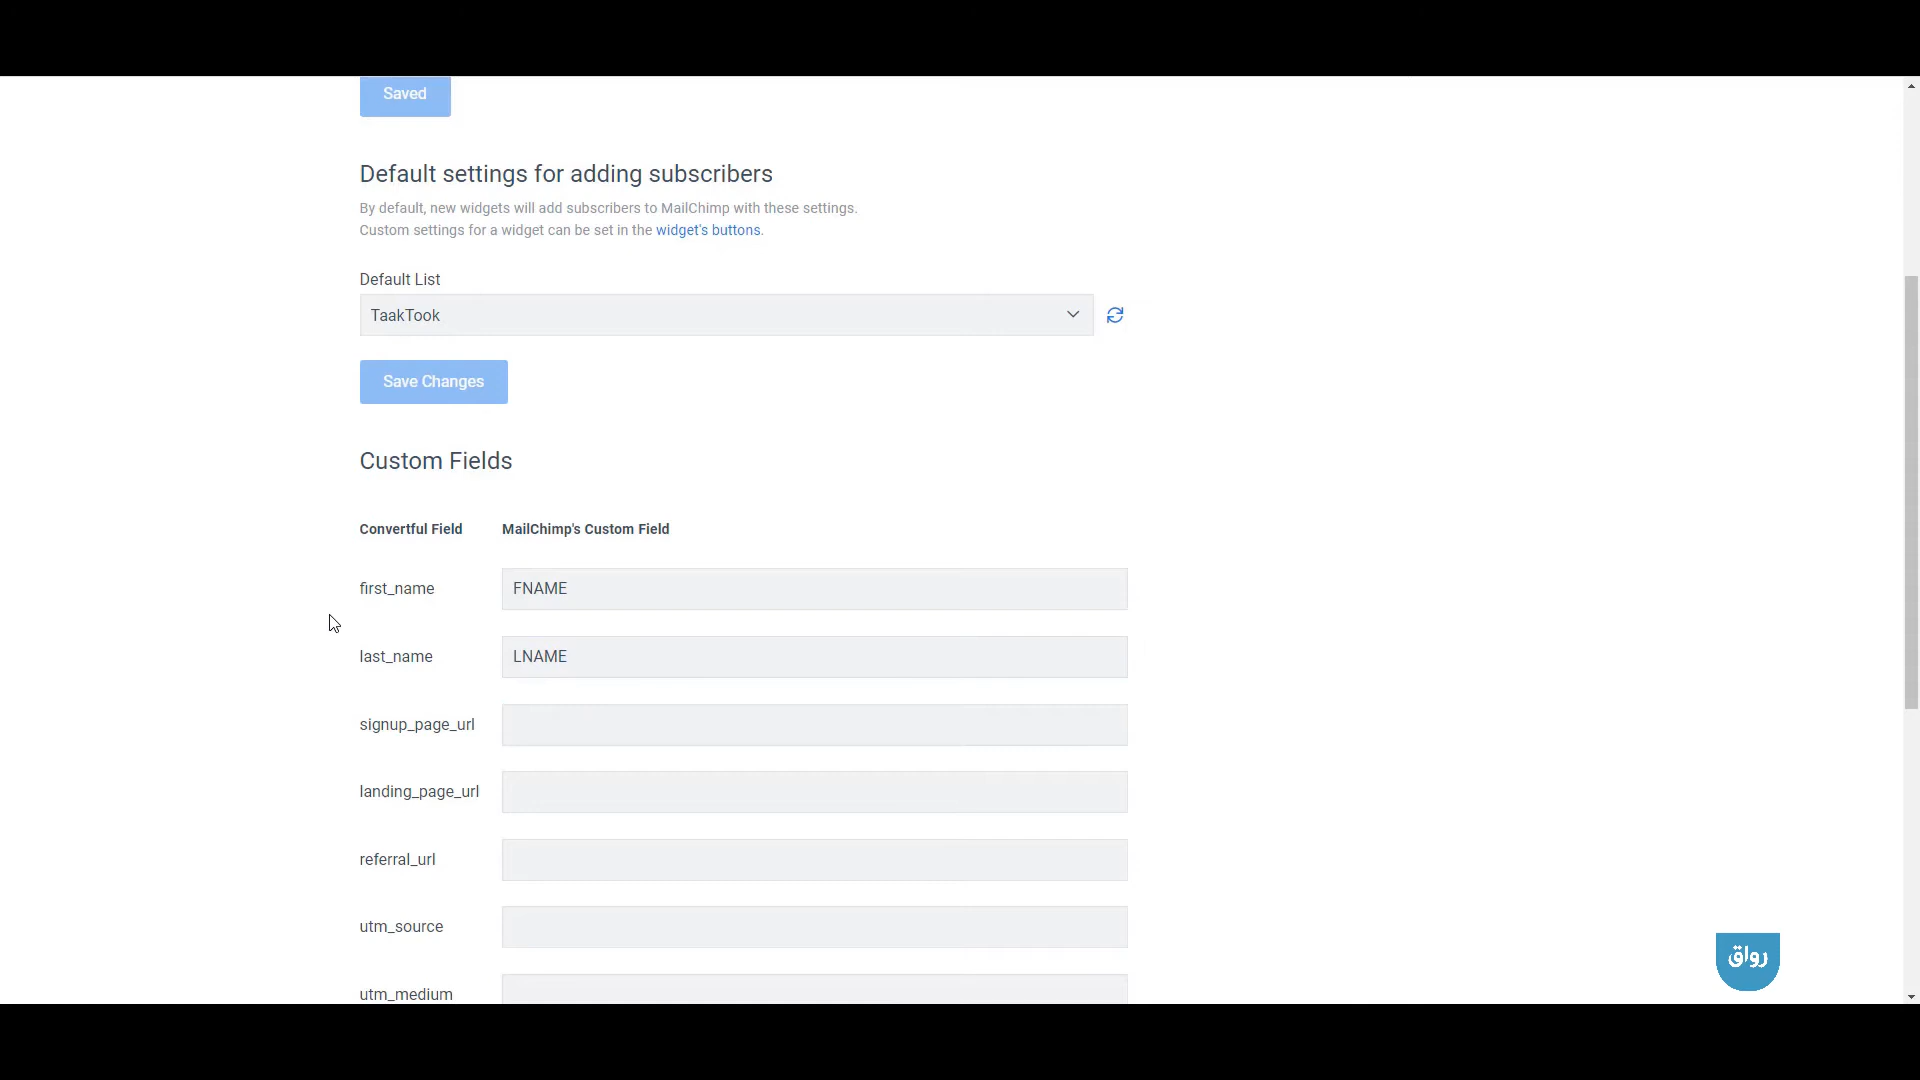 Saved
Default settings for adding subscribers
By default, new widgets will add subscribers to MailChimp with these settings.
Custom settings for a widget can be set in the widget's buttons.
Default List
TaakTook
Save Changes
Custom Fields
Convertful Field MailChimp's Custom Field
first_name FNAME
last_name LNAME
signup_page_url
landing_page_url
referral_url
utm_source
utm_medium
رواق